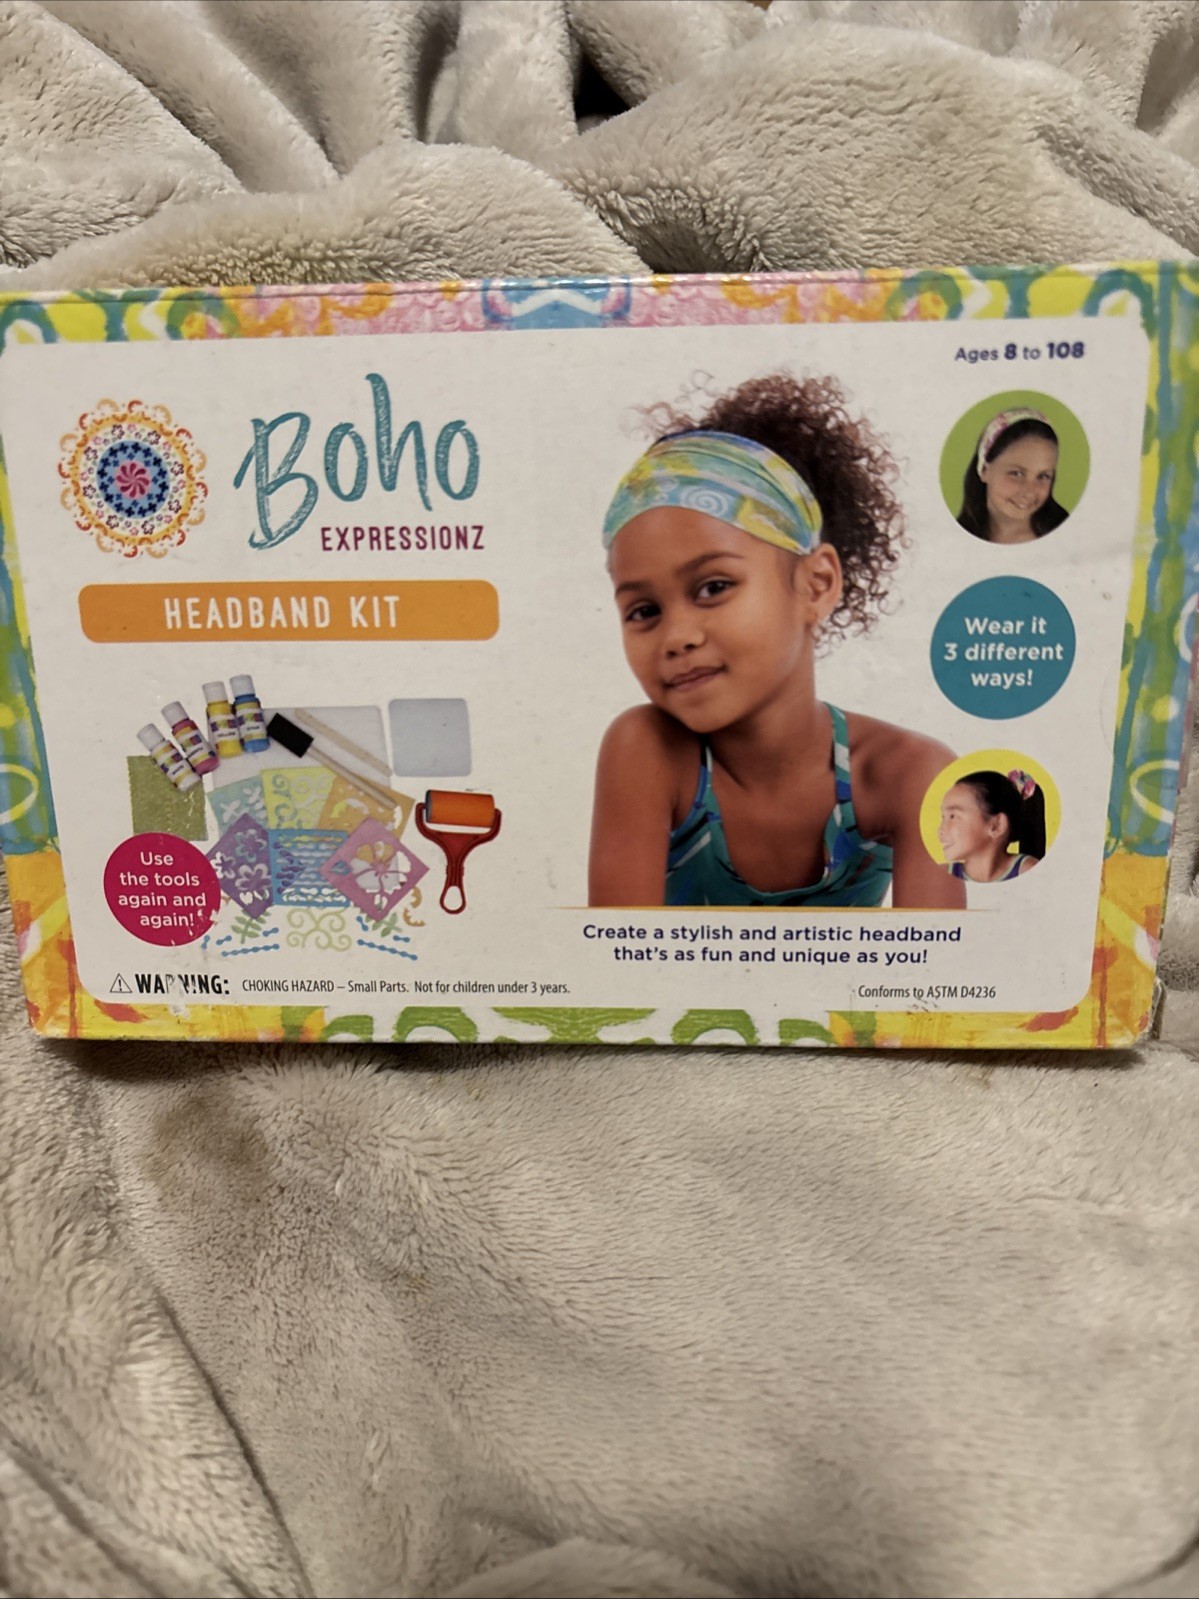 Ages 8 to 108
Boho
EXPRESSIONZ
HEADBAND KIT
Wear it
3 different
ways!
Use
the tools
again and
again!
Create a stylish and artistic headband
that's as fun and unique as you!
WARNING: CHOKING HAZARD – Small Parts. Not for children under 3 years.
Conforms to ASTM D4236